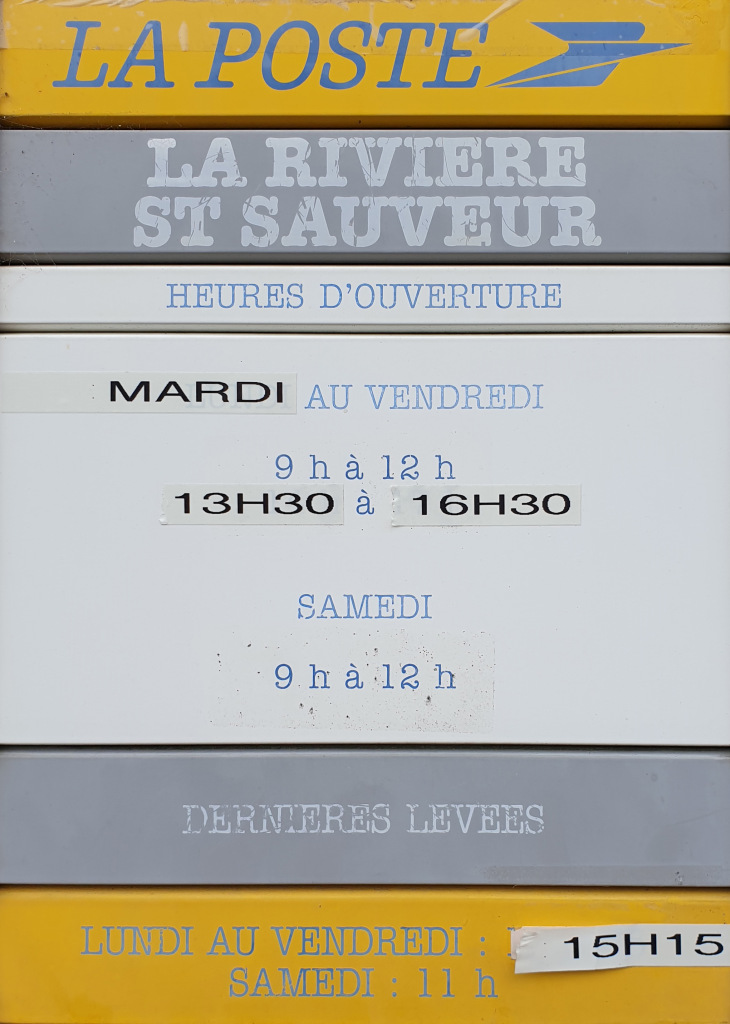 LA POSTE
LA RIVIERE
ST SAUVEUR
HEURES D'OUVERTURE
MARDI AU VENDREDI
9 h à 12 h
13H30 à 16H30
SAMEDI
9 h à 12 h
DERNIERES LEVEES
LUNDI AU VENDREDI : 15H15
SAMEDI : 11 h